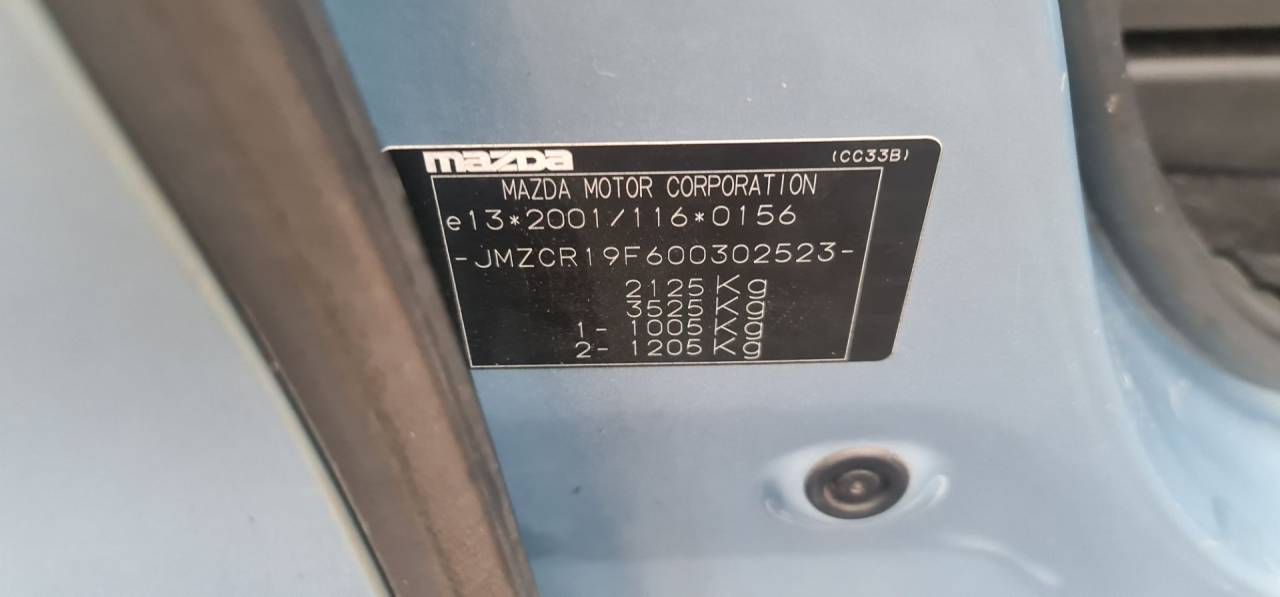 mazda (CC33B)
MAZDA MOTOR CORPORATION
e13*2001/116*0156
-JMZCR19F600302523-
2125 Kg
3525 Kg
1- 1005 Kg
2- 1205 Kg